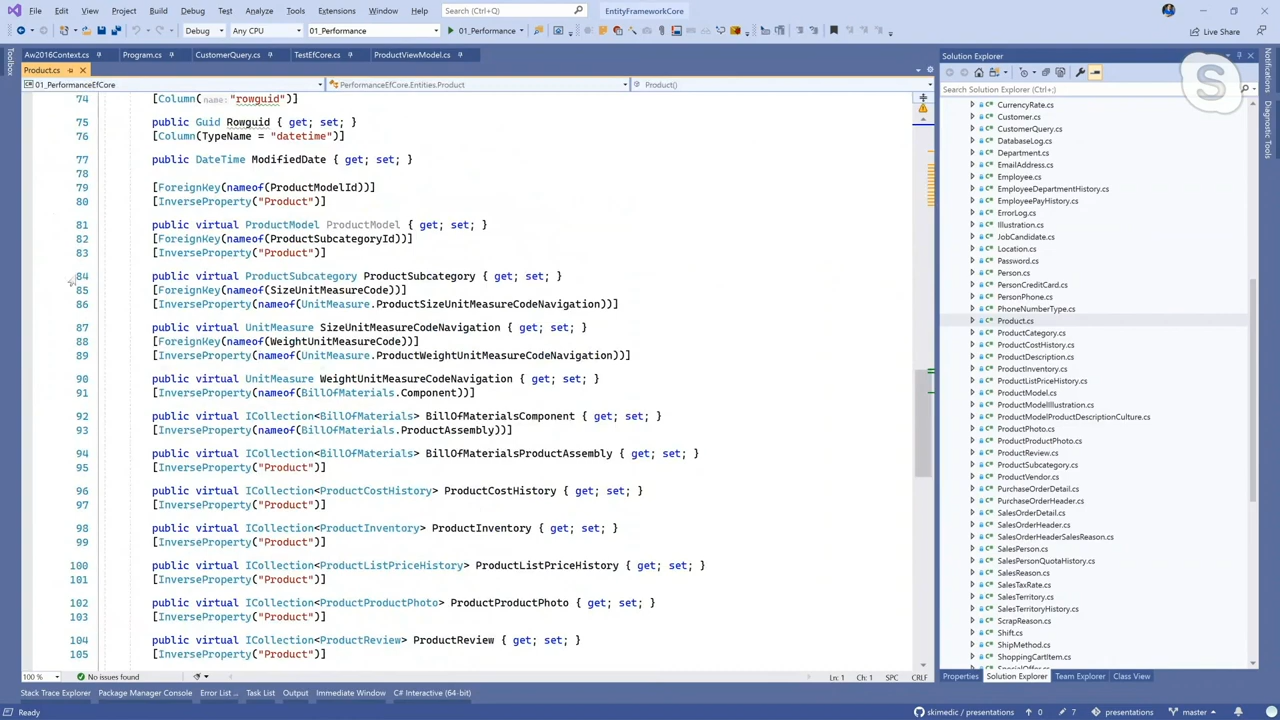 File Edit View Git Project Build Debug Test Analyze Tools Extensions Window Help Search (Ctrl+Q) EntityFrameworkCore
Debug Any CPU 01_Performance 01_Performance Live Share
Aw2016Context.cs Program.cs CustomerQuery.cs TestEfCore.cs ProductViewModel.cs
Product.cs
01_PerformanceEfCore PerformanceEfCore.Entities.Product Product()
74 [Column(name:"rowguid")]
75 public Guid Rowguid { get; set; }
76 [Column(TypeName = "datetime")]
77 public DateTime ModifiedDate { get; set; }
78
79 [ForeignKey(nameof(ProductModelId))]
80 [InverseProperty("Product")]
81 public virtual ProductModel ProductModel { get; set; }
82 [ForeignKey(nameof(ProductSubcategoryId))]
83 [InverseProperty("Product")]
84 public virtual ProductSubcategory ProductSubcategory { get; set; }
85 [ForeignKey(nameof(SizeUnitMeasureCode))]
86 [InverseProperty(nameof(UnitMeasure.ProductSizeUnitMeasureCodeNavigation))]
87 public virtual UnitMeasure SizeUnitMeasureCodeNavigation { get; set; }
88 [ForeignKey(nameof(WeightUnitMeasureCode))]
89 [InverseProperty(nameof(UnitMeasure.ProductWeightUnitMeasureCodeNavigation))]
90 public virtual UnitMeasure WeightUnitMeasureCodeNavigation { get; set; }
91 [InverseProperty(nameof(BillOfMaterials.Component))]
92 public virtual ICollection<BillOfMaterials> BillOfMaterialsComponent { get; set; }
93 [InverseProperty(nameof(BillOfMaterials.ProductAssembly))]
94 public virtual ICollection<BillOfMaterials> BillOfMaterialsProductAssembly { get; set; }
95 [InverseProperty("Product")]
96 public virtual ICollection<ProductCostHistory> ProductCostHistory { get; set; }
97 [InverseProperty("Product")]
98 public virtual ICollection<ProductInventory> ProductInventory { get; set; }
99 [InverseProperty("Product")]
100 public virtual ICollection<ProductListPriceHistory> ProductListPriceHistory { get; set; }
101 [InverseProperty("Product")]
102 public virtual ICollection<ProductProductPhoto> ProductProductPhoto { get; set; }
103 [InverseProperty("Product")]
104 public virtual ICollection<ProductReview> ProductReview { get; set; }
105 [InverseProperty("Product")]
100 % No issues found Ln: 1 Ch: 1 SPC CRLF
Toolbox
Solution Explorer
Search Solution Explorer (Ctrl+;)
CurrencyRate.cs
Customer.cs
CustomerQuery.cs
DatabaseLog.cs
Department.cs
EmailAddress.cs
Employee.cs
EmployeeDepartmentHistory.cs
EmployeePayHistory.cs
ErrorLog.cs
Illustration.cs
JobCandidate.cs
Location.cs
Password.cs
Person.cs
PersonCreditCard.cs
PersonPhone.cs
PhoneNumberType.cs
Product.cs
ProductCategory.cs
ProductCostHistory.cs
ProductDescription.cs
ProductInventory.cs
ProductListPriceHistory.cs
ProductModel.cs
ProductModelIllustration.cs
ProductModelProductDescriptionCulture.cs
ProductPhoto.cs
ProductProductPhoto.cs
ProductReview.cs
ProductSubcategory.cs
ProductVendor.cs
PurchaseOrderDetail.cs
PurchaseOrderHeader.cs
SalesOrderDetail.cs
SalesOrderHeader.cs
SalesOrderHeaderSalesReason.cs
SalesPerson.cs
SalesPersonQuotaHistory.cs
SalesReason.cs
SalesTaxRate.cs
SalesTerritory.cs
SalesTerritoryHistory.cs
ScrapReason.cs
Shift.cs
ShipMethod.cs
ShoppingCartItem.cs
SpecialOffer.cs
Properties Solution Explorer Team Explorer Class View
Notifications
Diagnostic Tools
S
Stack Trace Explorer Package Manager Console Error List ... Task List Output Immediate Window C# Interactive (64-bit)
Ready skimedic / presentations 0 7 presentations master